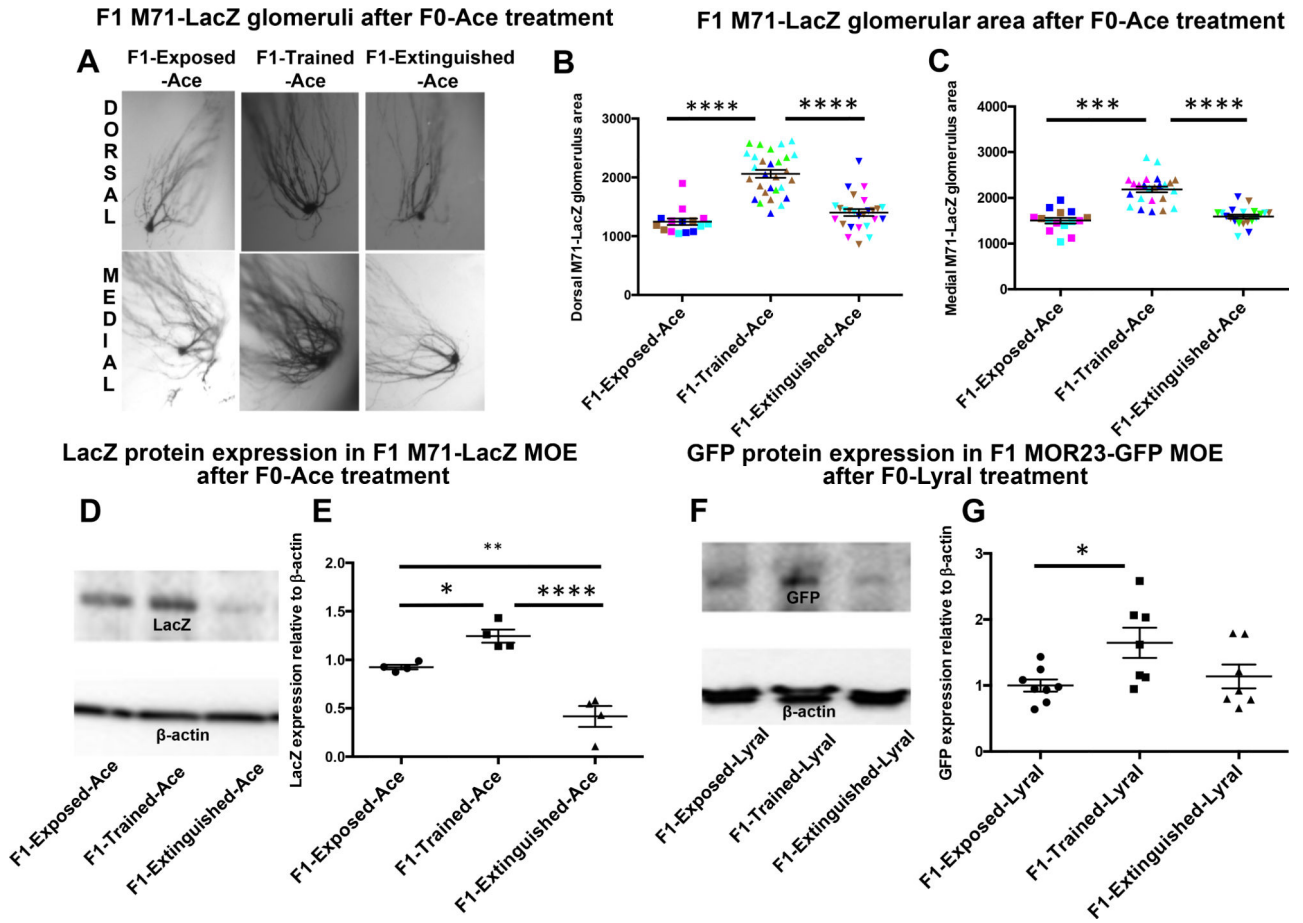 F1 M71-LacZ glomeruli after F0-Ace treatment
F1 M71-LacZ glomerular area after F0-Ace treatment
A
F1-Exposed
-Ace
F1-Trained
-Ace
F1-Extinguished
-Ace
DORSAL
MEDIAL
B
Dorsal M71-LacZ glomerulus area
3000
2000
1000
0
****
****
F1-Exposed-Ace
F1-Trained-Ace
F1-Extinguished-Ace
C
Medial M71-LacZ glomerulus area
4000
3000
2000
1000
0
***
****
F1-Exposed-Ace
F1-Trained-Ace
F1-Extinguished-Ace
LacZ protein expression in F1 M71-LacZ MOE
after F0-Ace treatment
D
LacZ
β-actin
F1-Exposed-Ace
F1-Trained-Ace
F1-Extinguished-Ace
E
LacZ expression relative to β-actin
2.0
1.5
1.0
0.5
0.0
**
*
****
F1-Exposed-Ace
F1-Trained-Ace
F1-Extinguished-Ace
GFP protein expression in F1 MOR23-GFP MOE
after F0-Lyral treatment
F
GFP
β-actin
F1-Exposed-Lyral
F1-Trained-Lyral
F1-Extinguished-Lyral
G
GFP expression relative to β-actin
3
2
1
0
*
F1-Exposed-Lyral
F1-Trained-Lyral
F1-Extinguished-Lyral